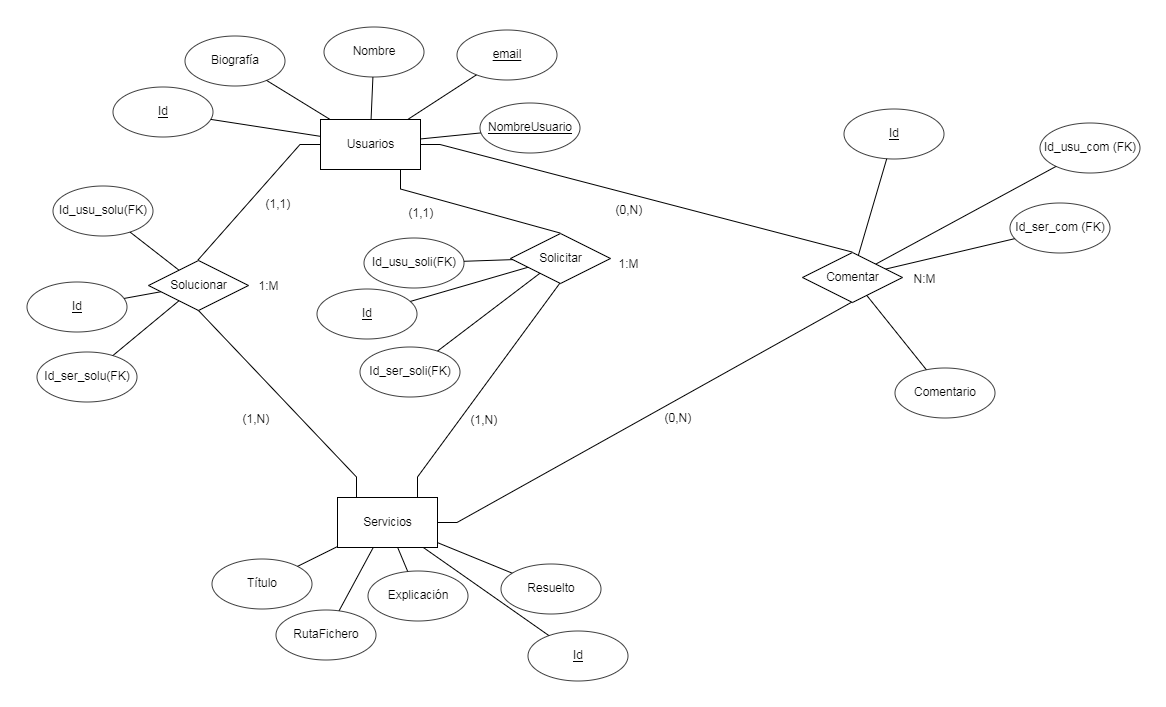 Nombre
email
Biografía
Id
NombreUsuario
Usuarios
Id
Id_usu_com (FK)
(1,1)
(1,1)
(0,N)
Id_usu_solu(FK)
Id_ser_com (FK)
Id_usu_soli(FK)
Solicitar
1:M
Comentar
N:M
Solucionar
1:M
Id
Id
Id_ser_solu(FK)
Id_ser_soli(FK)
Comentario
(1,N)
(1,N)
(0,N)
Servicios
Título
Explicación
Resuelto
RutaFichero
Id